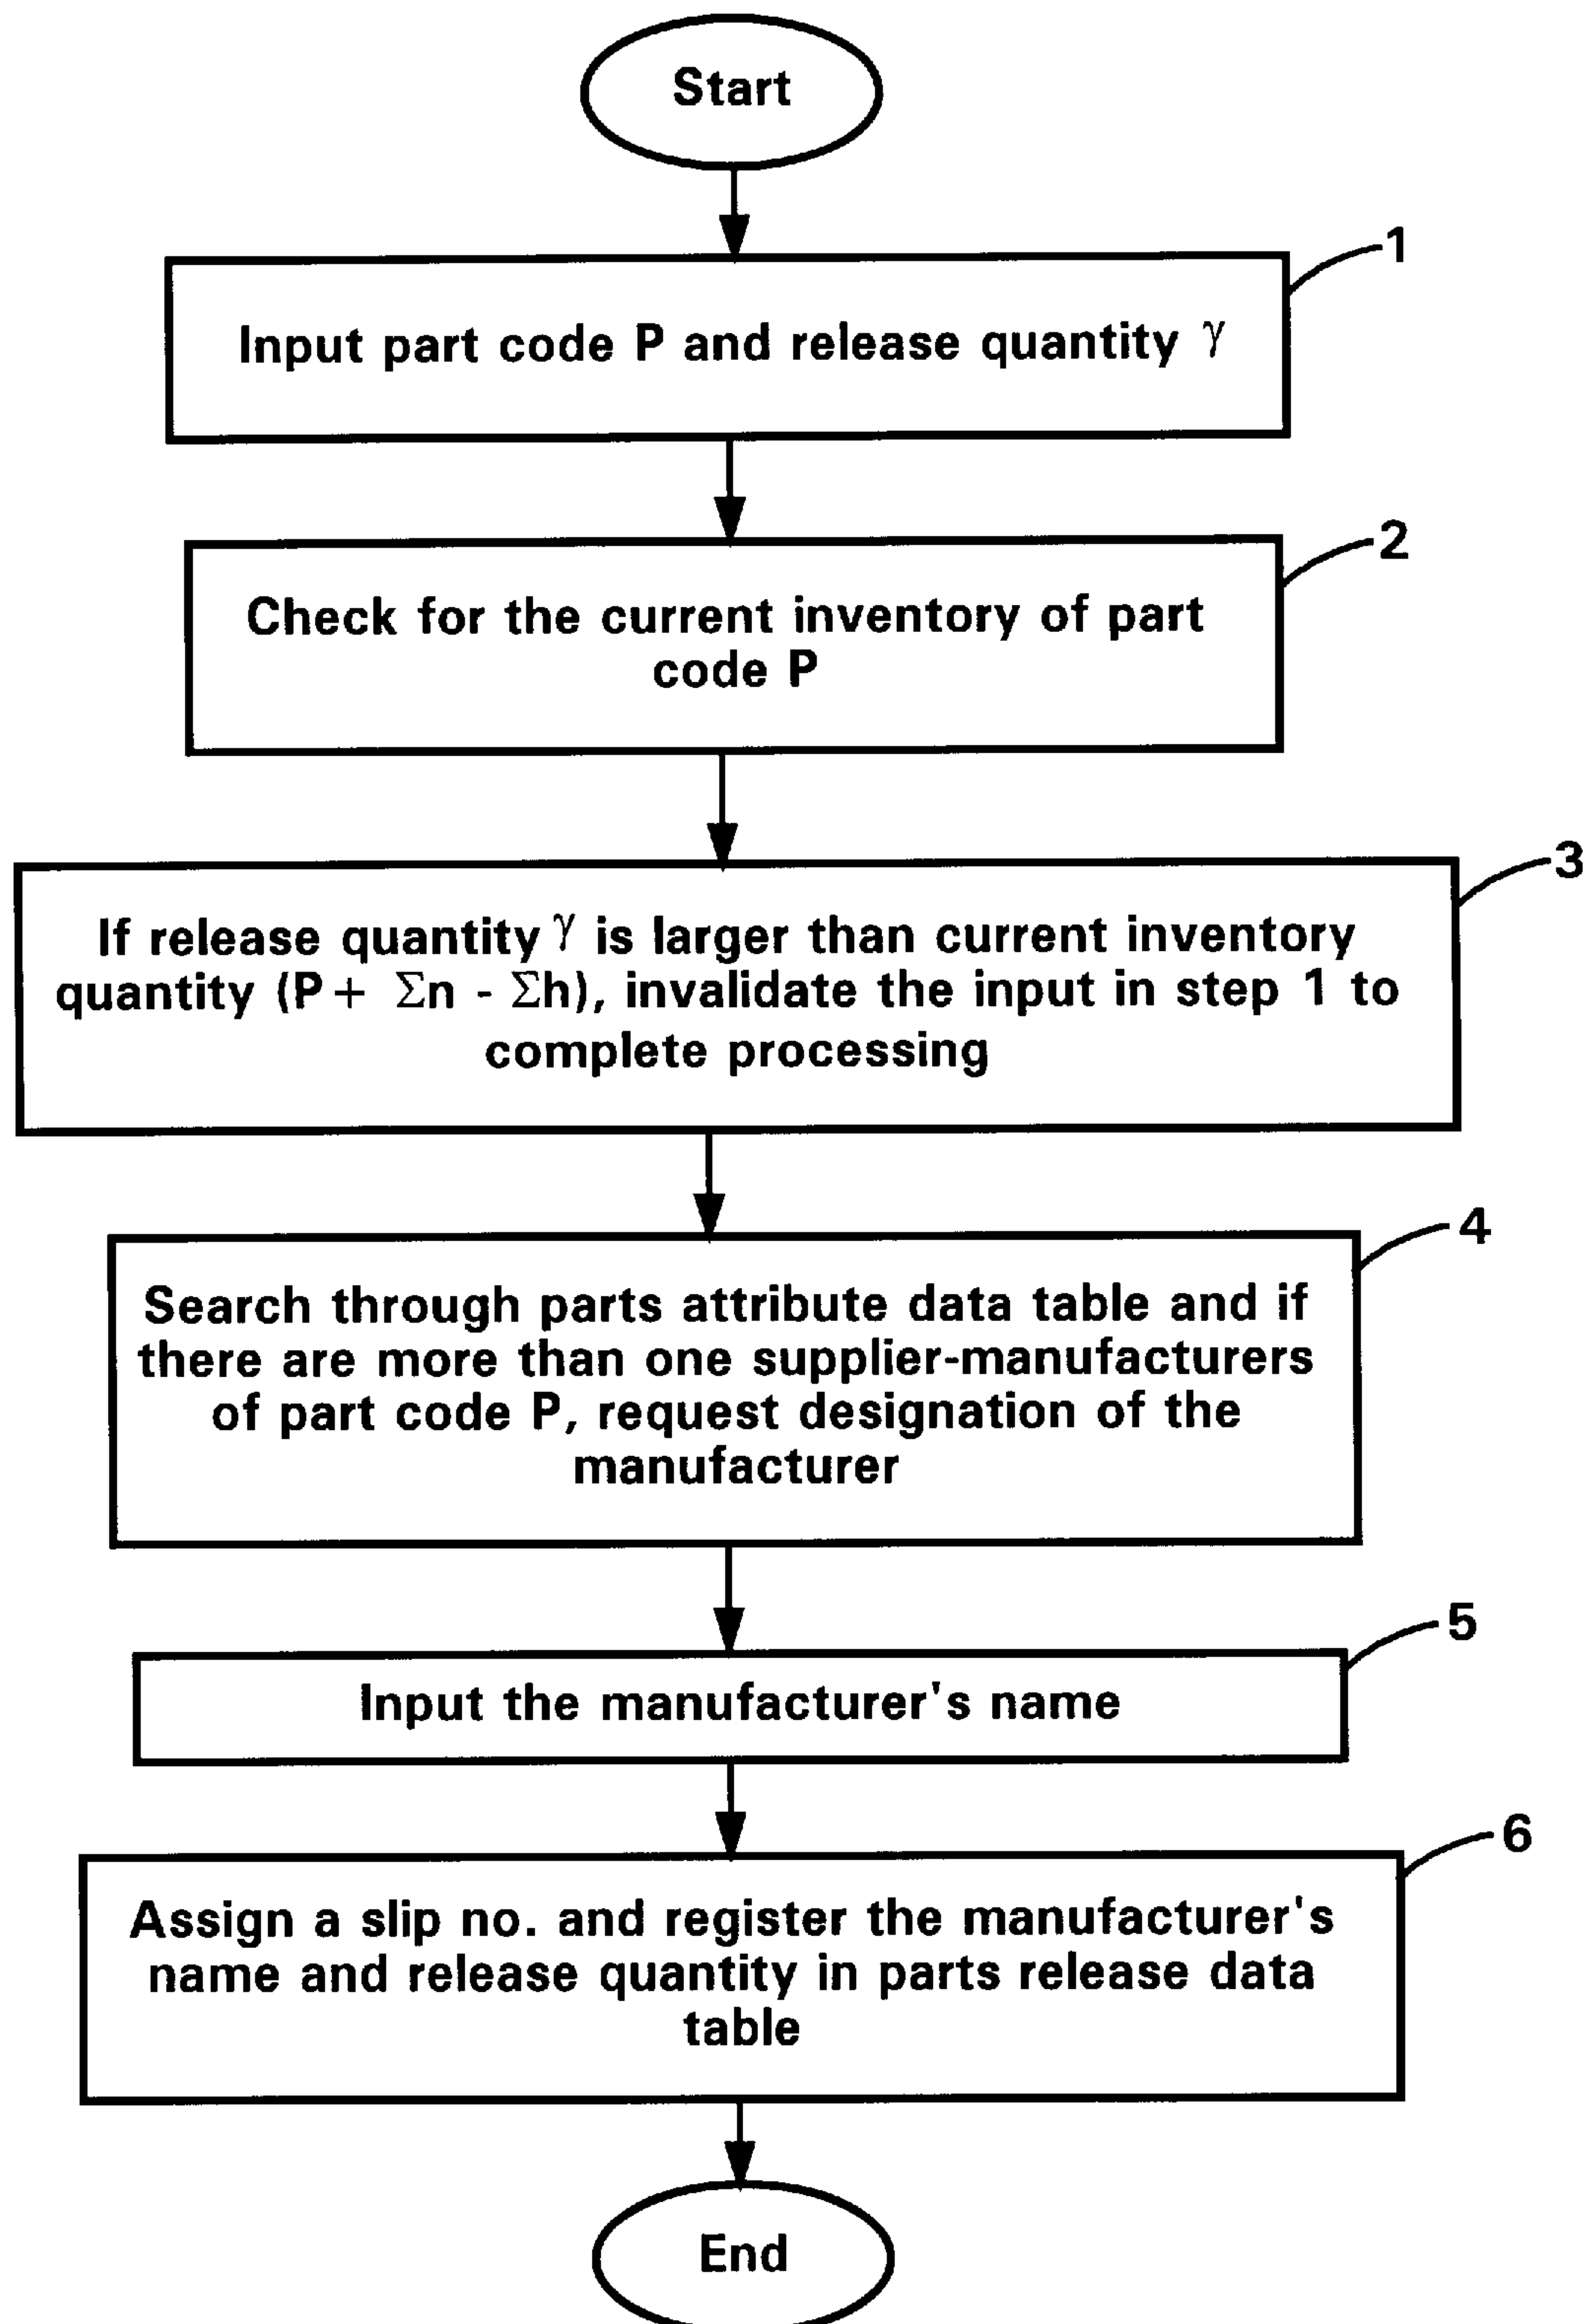 Start
1
Input part code P and release quantity γ
2
Check for the current inventory of part
code P
3
If release quantity γ is larger than current inventory
quantity (P + Σn - Σh), invalidate the input in step 1 to
complete processing
4
Search through parts attribute data table and if
there are more than one supplier-manufacturers
of part code P, request designation of the
manufacturer
5
Input the manufacturer's name
6
Assign a slip no. and register the manufacturer's
name and release quantity in parts release data
table
End